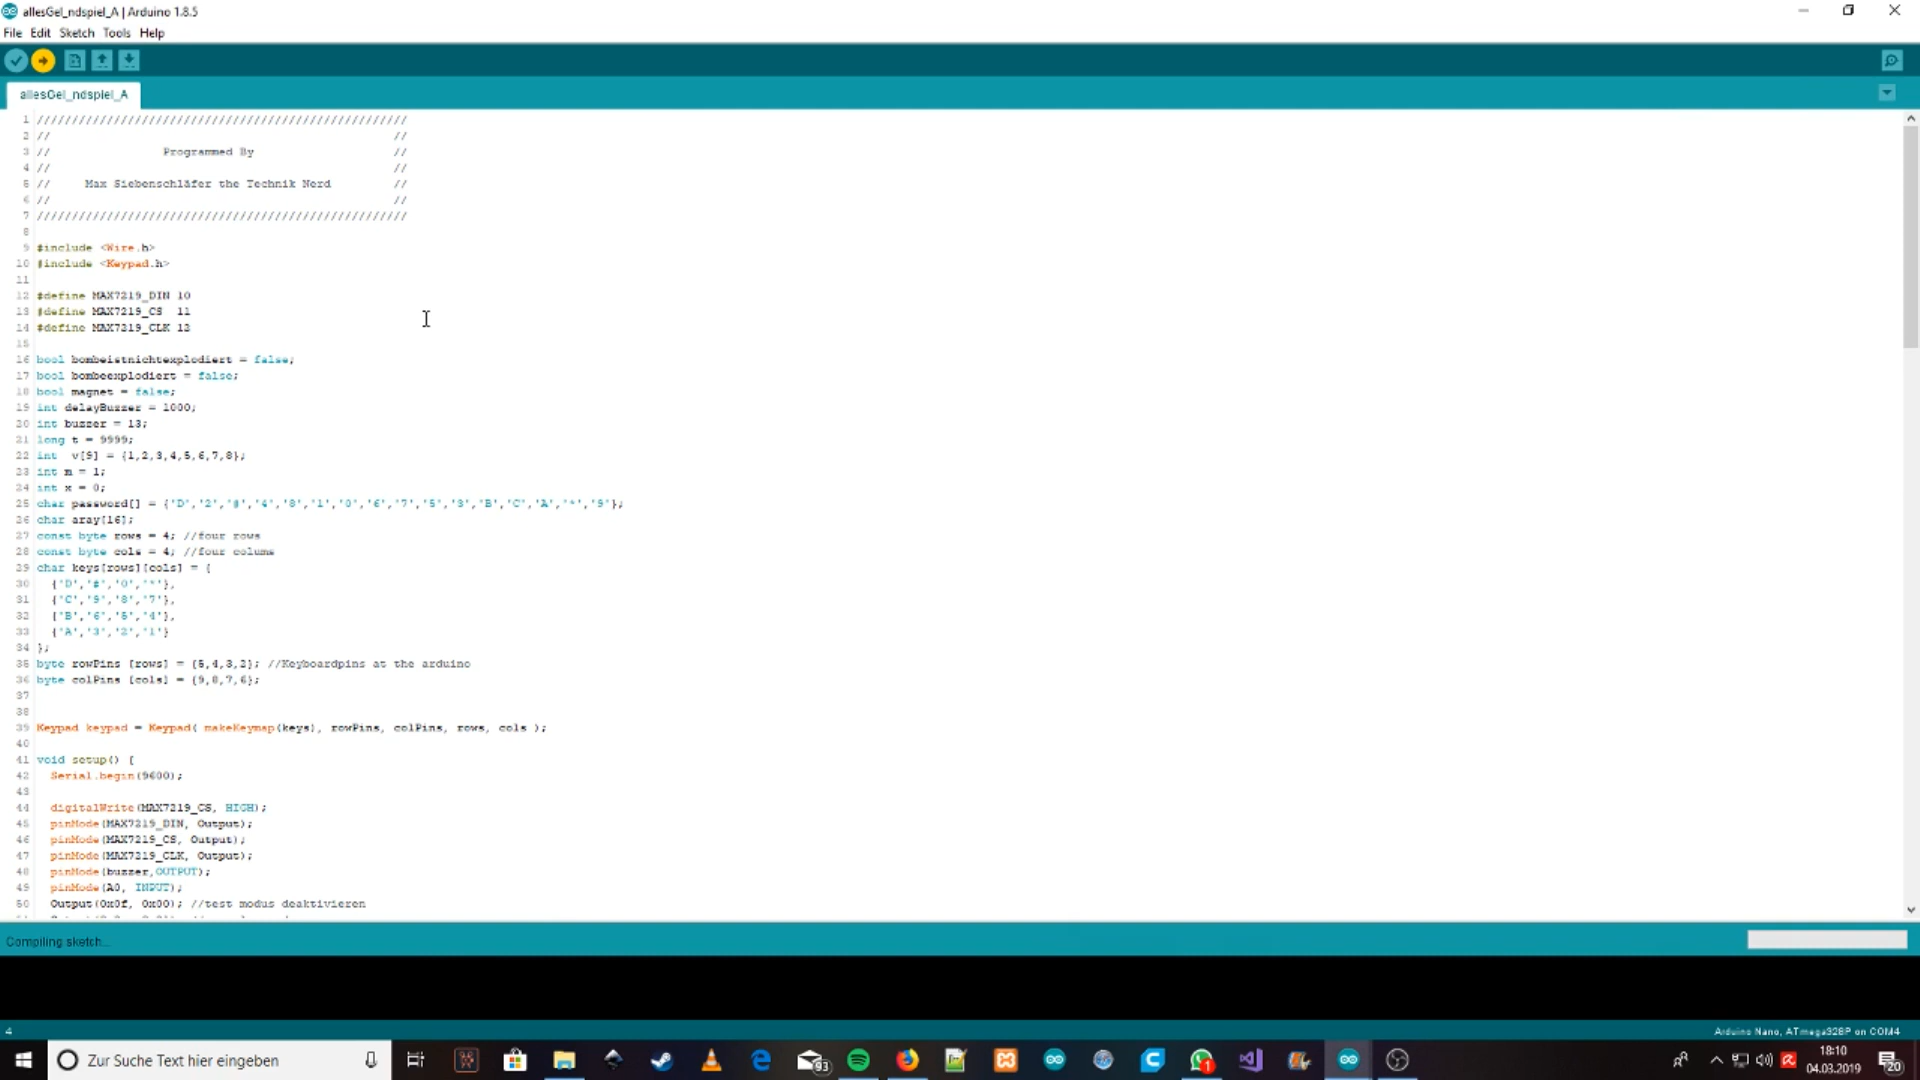 allesGel_ndspiel_A | Arduino 1.8.5
File Edit Sketch Tools Help
allesGel_ndspiel_A
1 /////////////////////////////////////////////////////
2 // //
3 // Programmed By //
4 // //
5 // Max Siebenschläfer the Technik Nerd //
6 // //
7 /////////////////////////////////////////////////////
8
9 #include <Wire.h>
10 #include <Keypad.h>
11
12 #define MAX7219_DIN 10
13 #define MAX7219_CS 11
14 #define MAX7219_CLK 12
15
16 bool bombeistnichtexplodiert = false;
17 bool bombeexplodiert = false;
18 bool magnet = false;
19 int delayBuzzer = 1000;
20 int buzzer = 13;
21 long t = 9999;
22 int v[9] = {1,2,3,4,5,6,7,8};
23 int m = 1;
24 int x = 0;
25 char password[] = {'D','2','#','4','8','1','0','6','7','5','3','B','C','A','*','9'};
26 char aray[16];
27 const byte rows = 4; //four rows
28 const byte cols = 4; //four colums
29 char keys[rows][cols] = {
30 {'D','#','0','*'},
31 {'C','9','8','7'},
32 {'B','6','5','4'},
33 {'A','3','2','1'}
34 };
35 byte rowPins [rows] = {5,4,3,2}; //Keyboardpins at the arduino
36 byte colPins [cols] = {9,8,7,6};
37
38
39 Keypad keypad = Keypad( makeKeymap(keys), rowPins, colPins, rows, cols );
40
41 void setup() {
42 Serial.begin(9600);
43
44 digitalWrite(MAX7219_CS, HIGH);
45 pinMode(MAX7219_DIN, Output);
46 pinMode(MAX7219_CS, Output);
47 pinMode(MAX7219_CLK, Output);
48 pinMode(buzzer,OUTPUT);
49 pinMode(A0, INPUT);
50 Output(0x0f, 0x00); //test modus deaktivieren
Compiling sketch...
4
Arduino Nano, ATmega328P on COM4
Zur Suche Text hier eingeben
93
1
18:10
04.03.2019
20